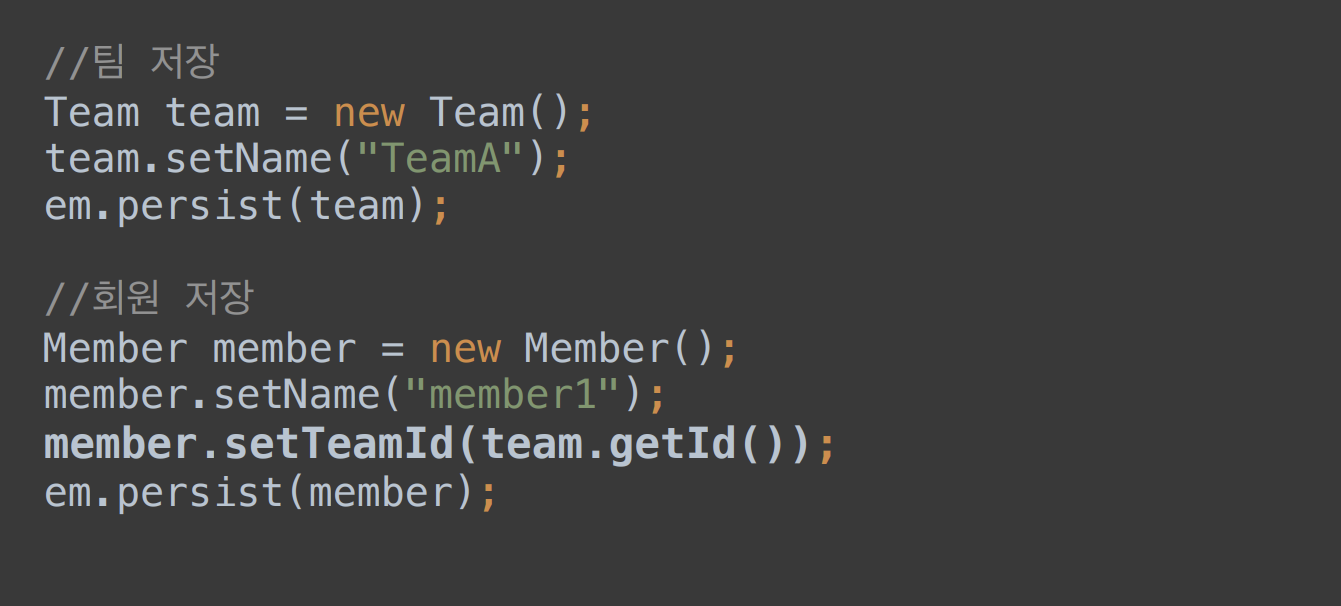 //팀 저장
Team team = new Team();
team.setName("TeamA");
em.persist(team);
//회원 저장
Member member = new Member();
member.setName("member1");
member.setTeamId(team.getId());
em.persist(member);